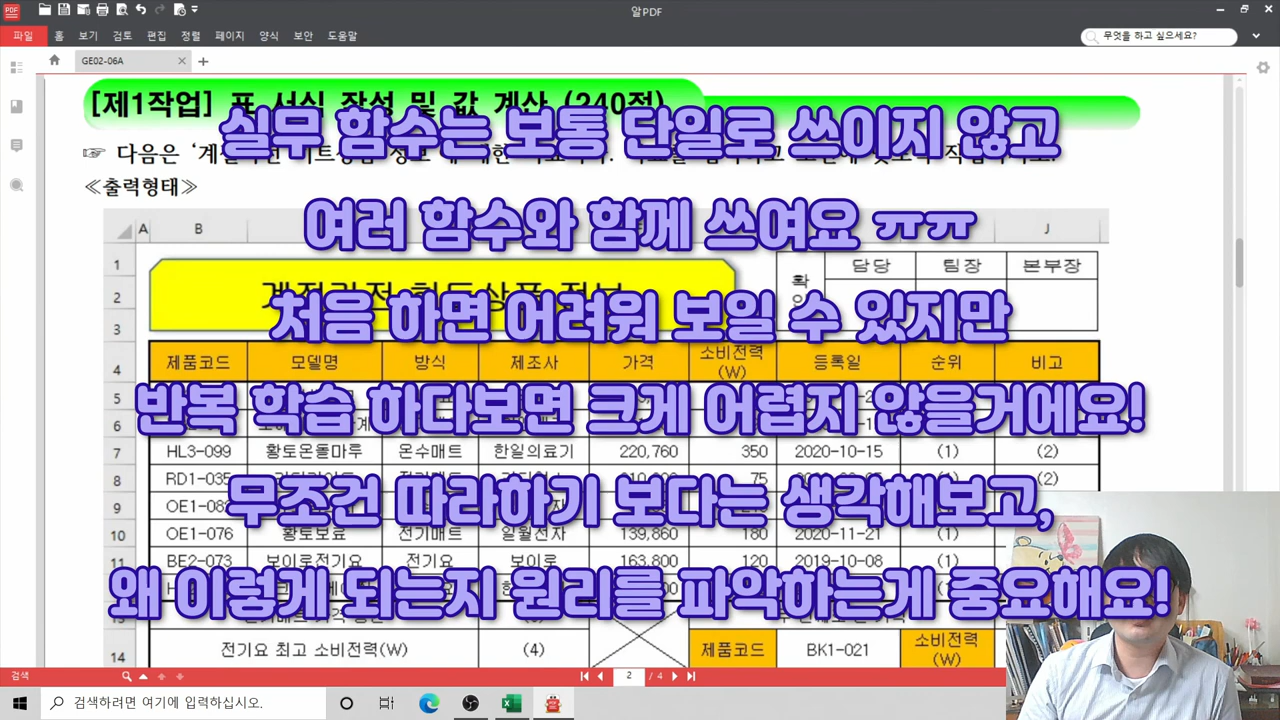 알PDF
파일 홈 보기 검토 편집 정렬 페이지 양식 보안 도움말
무엇을 하고 싶으세요?
GE02-06A
[제1작업] 표 서식 작성 및 값 계산 (240점)
실무 함수는 보통 단일로 쓰이지 않고
☞ 다음은
≪출력형태≫
여러 함수와 함께 쓰여요 ㅠㅠ
A B J
1 담당 팀장 본부장
2 확
3
처음 하면 어려워 보일 수 있지만
4 제품코드 모델명 방식 제조사 가격 소비전력 (W) 등록일 순위 비고
5
반복 학습 하다보면 크게 어렵지 않을거에요!
6
7 HL3-099 황토온돌마루 온수매트 한일의료기 220,760 350 2020-10-15 (1) (2)
8 RD1-035 75 (1) (2)
무조건 따라하기 보다는 생각해보고,
9
10 OE1-076 황토보료 전기매트 일월전자 139,860 180 2020-11-21 (1)
11 BE2-073 보이로전기요 전기요 보이로 163,800 120 2019-10-08 (1)
왜 이렇게 되는지 원리를 파악하는게 중요해요!
14 전기요 최고 소비전력(W) (4) 제품코드 BK1-021 소비전력 (W)
검색
2 / 4
검색하려면 여기에 입력하십시오.